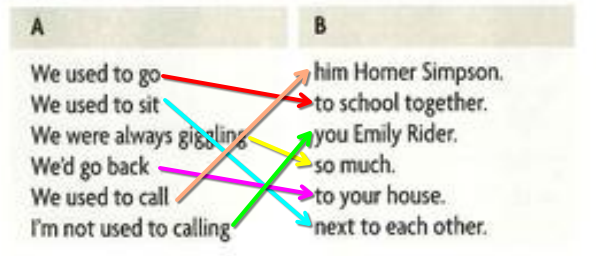 A B
We used to go him Homer Simpson.
We used to sit to school together.
We were always giggling you Emily Rider.
We'd go back so much.
We used to call to your house.
I'm not used to calling next to each other.